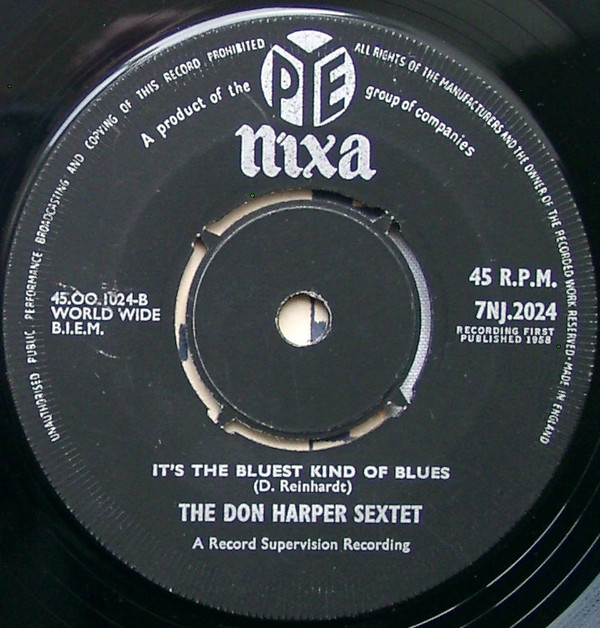 UNAUTHORISED PUBLIC PERFORMANCE BROADCASTING AND COPYING OF THIS RECORD PROHIBITED
ALL RIGHTS OF THE MANUFACTURERS AND THE OWNER OF THE RECORDED WORK RESERVED·MADE IN ENGLAND
A product of the
PYE
group of companies
nixa
45.OO.1024-B
WORLD WIDE
B.I.E.M.
45 R.P.M.
7NJ.2024
RECORDING FIRST
PUBLISHED 1958
IT'S THE BLUEST KIND OF BLUES
(D. Reinhardt)
THE DON HARPER SEXTET
A Record Supervision Recording